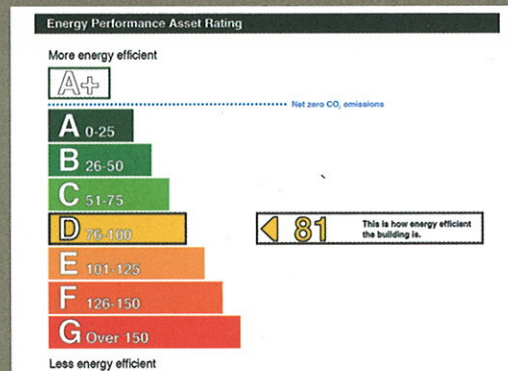 Energy Performance Asset Rating
More energy efficient
A+
Net zero CO₂ emissions
A 0-25
B 26-50
C 51-75
D 76-100
81
This is how energy efficient
the building is.
E 101-125
F 126-150
G Over 150
Less energy efficient